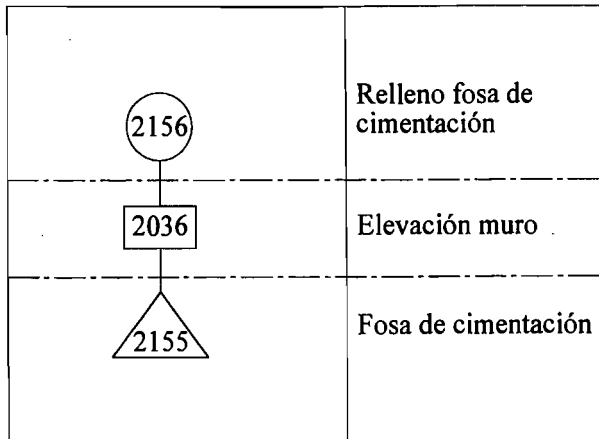 2156
Relleno fosa de
cimentación
2036
Elevación muro
2155
Fosa de cimentación